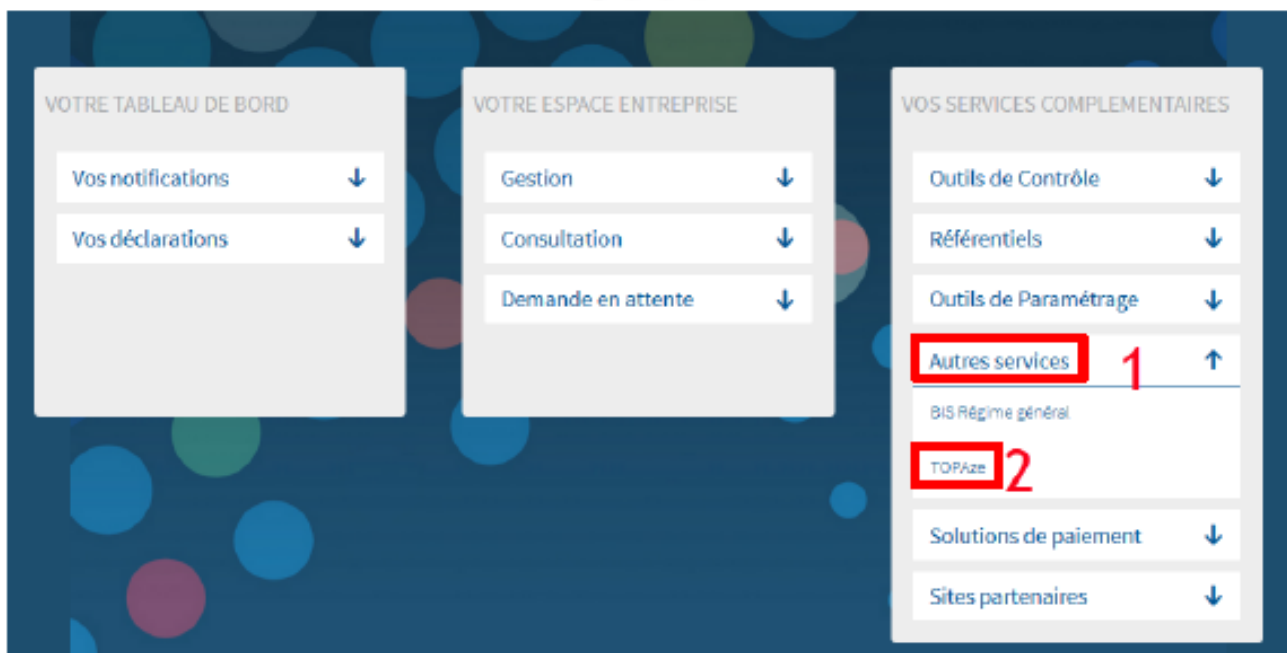 VOTRE TABLEAU DE BORD
Vos notifications
Vos déclarations
VOTRE ESPACE ENTREPRISE
Gestion
Consultation
Demande en attente
VOS SERVICES COMPLEMENTAIRES
Outils de Contrôle
Référentiels
Outils de Paramétrage
Autres services 1
BIS Régime général
TOPAze 2
Solutions de paiement
Sites partenaires